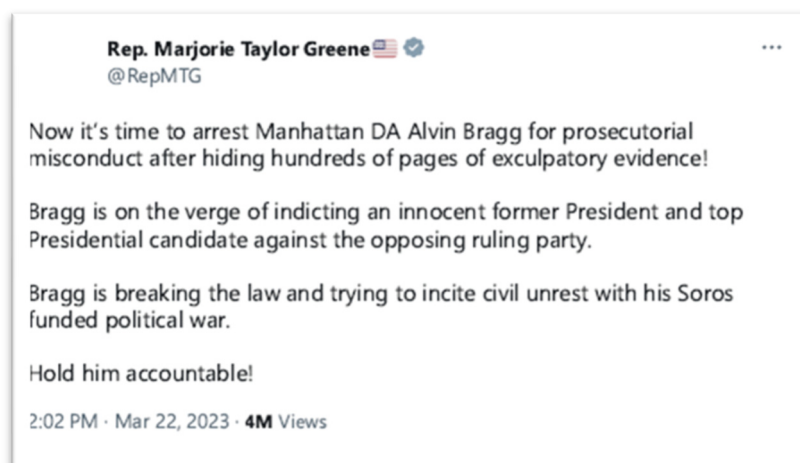 Rep. Marjorie Taylor Greene🇺🇸
@RepMTG
Now it's time to arrest Manhattan DA Alvin Bragg for prosecutorial
misconduct after hiding hundreds of pages of exculpatory evidence!
Bragg is on the verge of indicting an innocent former President and top
Presidential candidate against the opposing ruling party.
Bragg is breaking the law and trying to incite civil unrest with his Soros
funded political war.
Hold him accountable!
2:02 PM · Mar 22, 2023 · 4M Views